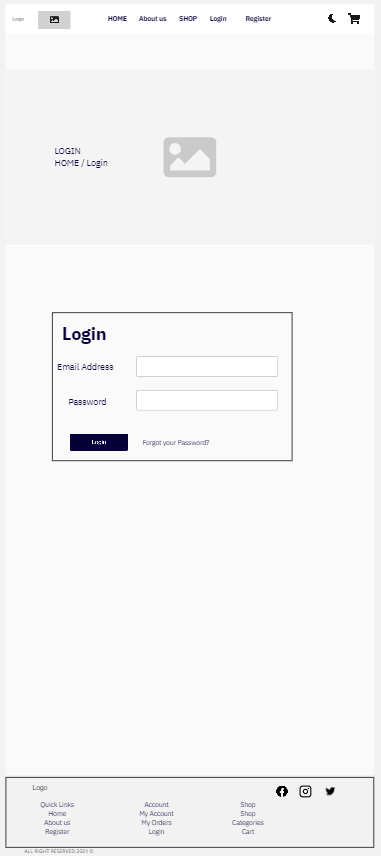 Logo HOME About us SHOP Login Register
LOGIN
HOME / Login
Login
Email Address
Password
Login Forgot your Password?
Logo
Quick Links Account Shop
Home My Account Shop
About us My Orders Categories
Register Login Cart
ALL RIGHT RESERVED 2021 ©